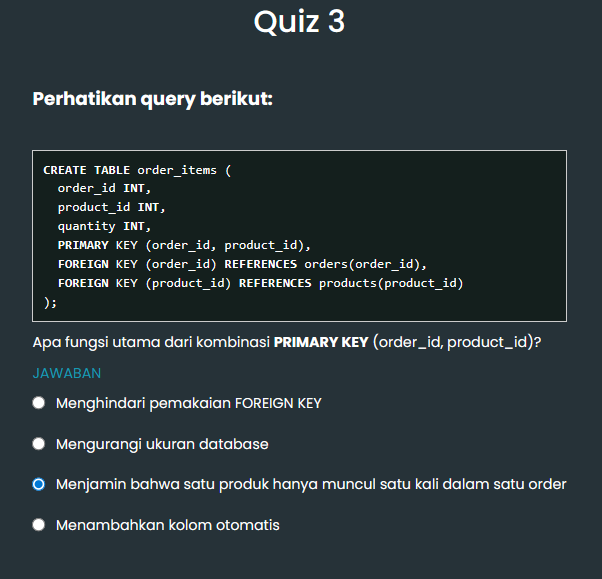 Quiz 3
Perhatikan query berikut:
CREATE TABLE order_items (
  order_id INT,
  product_id INT,
  quantity INT,
  PRIMARY KEY (order_id, product_id),
  FOREIGN KEY (order_id) REFERENCES orders(order_id),
  FOREIGN KEY (product_id) REFERENCES products(product_id)
);
Apa fungsi utama dari kombinasi PRIMARY KEY (order_id, product_id)?
JAWABAN
Menghindari pemakaian FOREIGN KEY
Mengurangi ukuran database
Menjamin bahwa satu produk hanya muncul satu kali dalam satu order
Menambahkan kolom otomatis